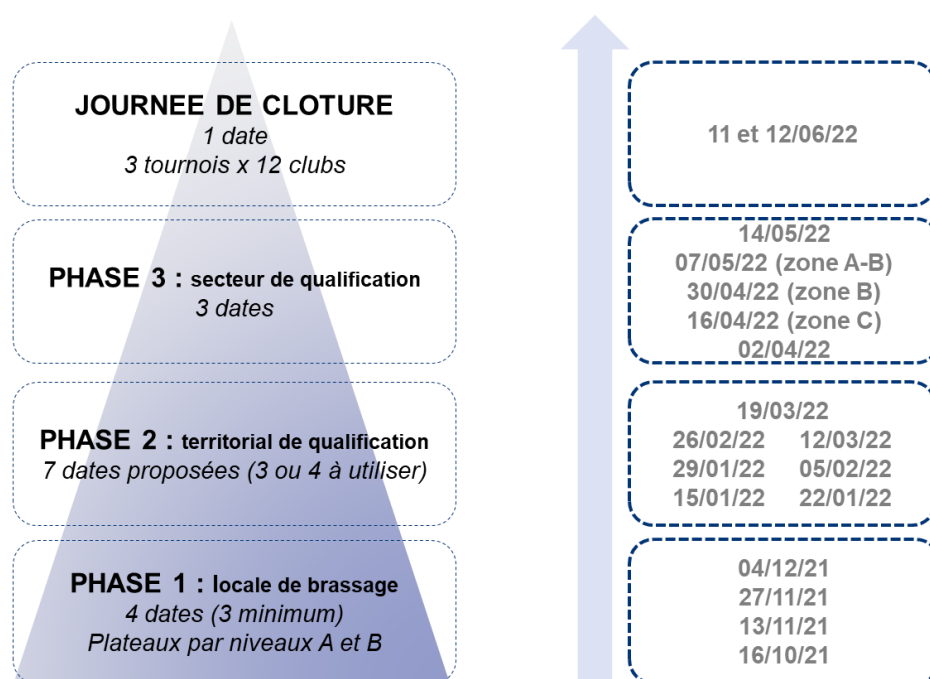 JOURNEE DE CLOTURE
1 date
3 tournois x 12 clubs
11 et 12/06/22
PHASE 3 : secteur de qualification
3 dates
14/05/22
07/05/22 (zone A-B)
30/04/22 (zone B)
16/04/22 (zone C)
02/04/22
PHASE 2 : territorial de qualification
7 dates proposées (3 ou 4 à utiliser)
19/03/22
26/02/22 12/03/22
29/01/22 05/02/22
15/01/22 22/01/22
PHASE 1 : locale de brassage
4 dates (3 minimum)
Plateaux par niveaux A et B
04/12/21
27/11/21
13/11/21
16/10/21